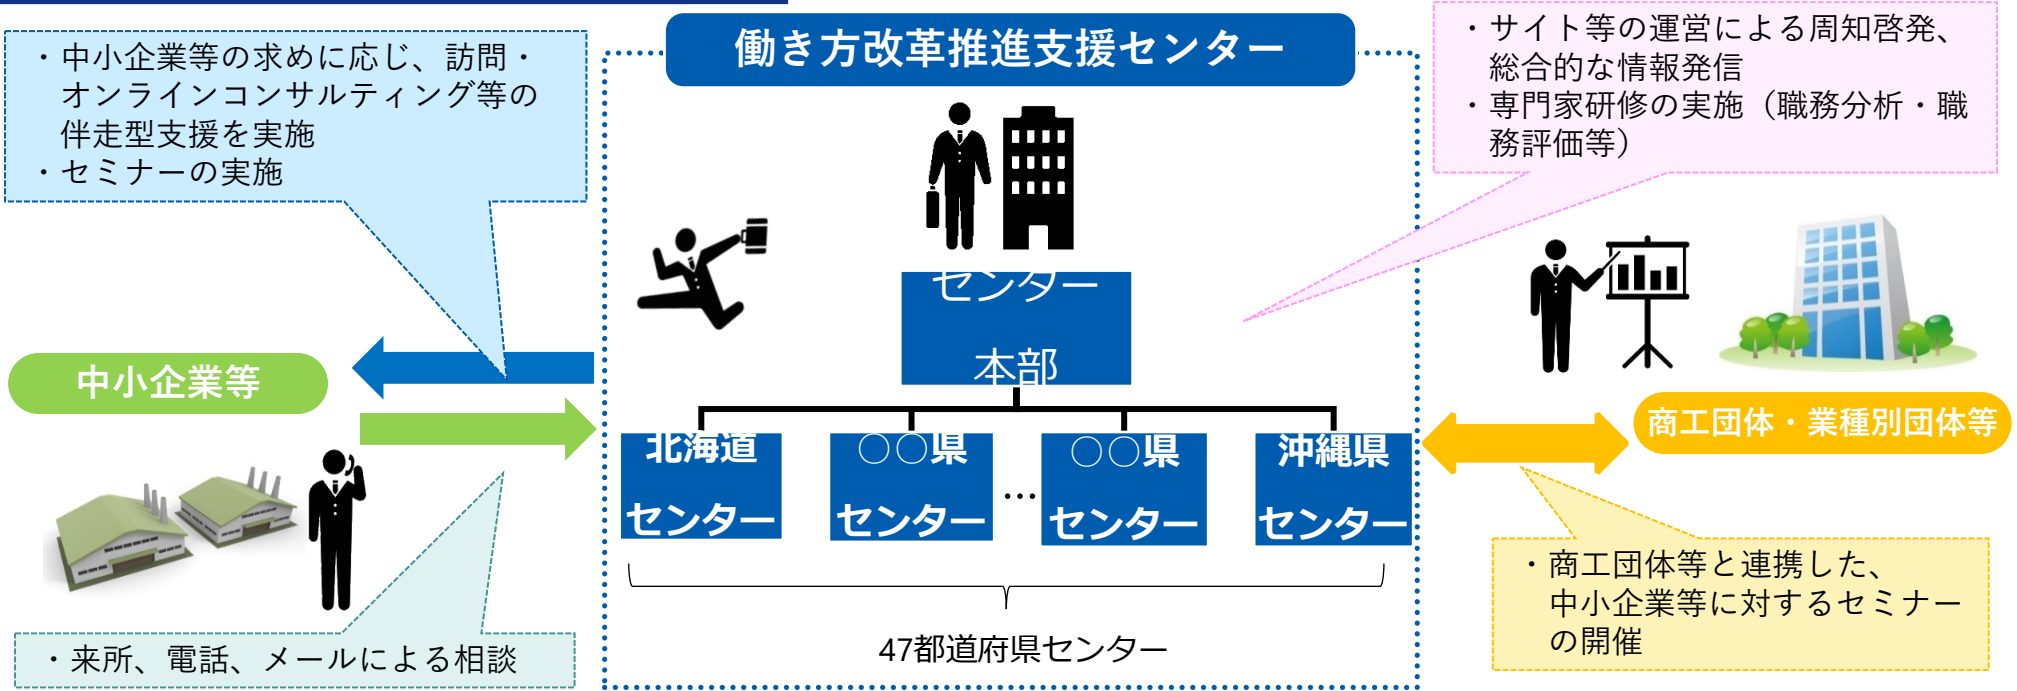 働き方改革推進支援センター
・中小企業等の求めに応じ、訪問・
オンラインコンサルティング等の
伴走型支援を実施
・セミナーの実施
・サイト等の運営による周知啓発、
総合的な情報発信
・専門家研修の実施（職務分析・職
務評価等）
センター
本部
中小企業等
商工団体・業種別団体等
北海道
センター
○○県
センター
…
○○県
センター
沖縄県
センター
47都道府県センター
・来所、電話、メールによる相談
・商工団体等と連携した、
中小企業等に対するセミナー
の開催